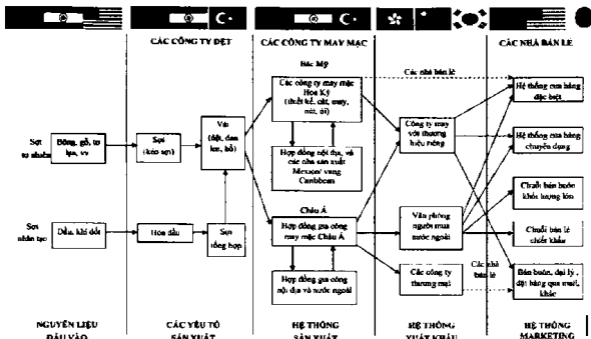 CÁC CÔNG TY DỆT
CÁC CÔNG TY MAY MẶC
CÁC NHÀ BÁN LẺ
Bắc Mỹ
Các công ty may mặc
Hoa Kỳ
(thiết kế, cắt, may,
Các nhà bán lẻ
Hệ thống cửa hàng
đặc biệt
Sợi
tự nhiên
Bông, gỗ, tơ
lụa, vv
Sợi
(kéo sợi)
Vải
(dệt, đan
len, hồ)
Hợp đồng nội địa, và
các nhà sản xuất
Mexico/ vùng
Caribbean
Công ty may
với thương
hiệu riêng
Hệ thống cửa hàng
chuyên dụng
Chuỗi bán buôn
khối lượng lớn
Châu Á
Hợp đồng gia công
may mặc Châu Á
Văn phòng
người mua
nước ngoài
Chuỗi bán lẻ
chiết khấu
Sợi
nhân tạo
Dầu, khí đốt
Hóa dầu
Sợi
tổng hợp
Hợp đồng gia công
nội địa và nước ngoài
Các công ty
thương mại
Các nhà
bán lẻ
Bán buôn, đại lý,
đặt hàng qua mail,
khác
NGUYÊN LIỆU
ĐẦU VÀO
CÁC YẾU TỐ
SẢN XUẤT
HỆ THỐNG
SẢN XUẤT
HỆ THỐNG
XUẤT KHẨU
HỆ THỐNG
MARKETING